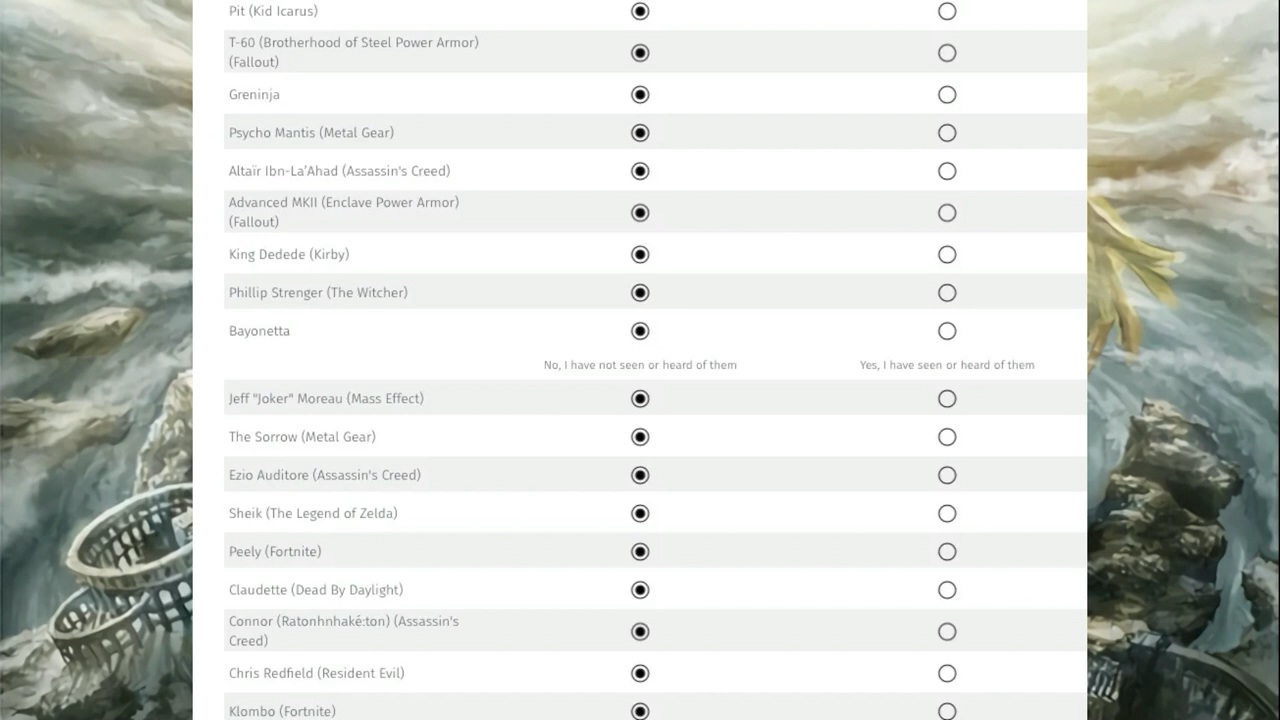 Pit (Kid Icarus)
T-60 (Brotherhood of Steel Power Armor)
(Fallout)
Greninja
Psycho Mantis (Metal Gear)
Altaïr Ibn-La’Ahad (Assassin's Creed)
Advanced MKII (Enclave Power Armor)
(Fallout)
King Dedede (Kirby)
Phillip Strenger (The Witcher)
Bayonetta
No, I have not seen or heard of them Yes, I have seen or heard of them
Jeff "Joker" Moreau (Mass Effect)
The Sorrow (Metal Gear)
Ezio Auditore (Assassin's Creed)
Sheik (The Legend of Zelda)
Peely (Fortnite)
Claudette (Dead By Daylight)
Connor (Ratonhnhaké:ton) (Assassin's
Creed)
Chris Redfield (Resident Evil)
Klombo (Fortnite)